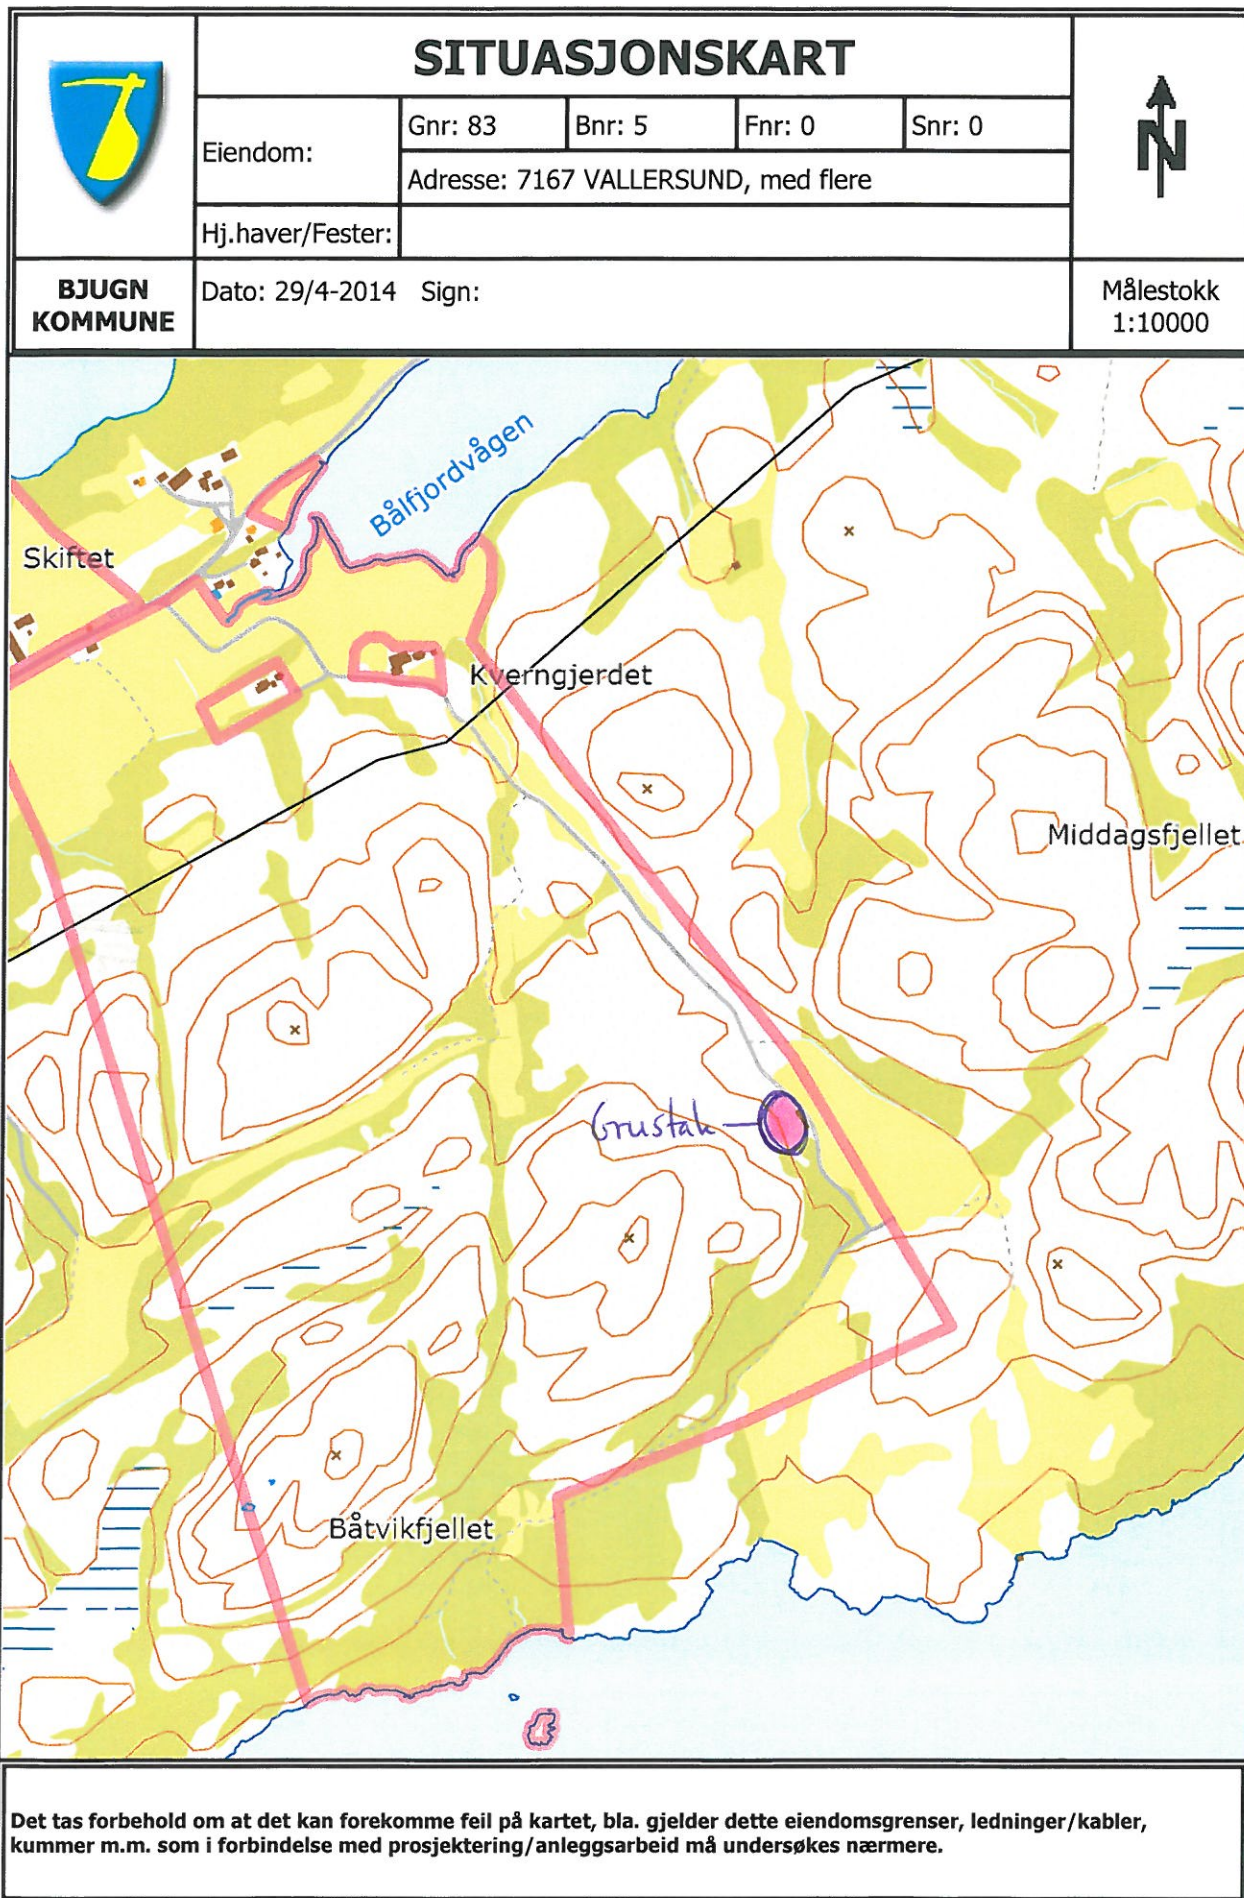 SITUASJONSKART
Eiendom:
Gnr: 83
Bnr: 5
Fnr: 0
Snr: 0
Adresse: 7167 VALLERSUND, med flere
Hj.haver/Fester:
N
BJUGN
KOMMUNE
Dato: 29/4-2014 Sign:
Målestokk
1:10000
Bålfjordvågen
Skiftet
Kverngjerdet
Middagsfjellet
Grustak
Båtvikfjellet
Det tas forbehold om at det kan forekomme feil på kartet, bla. gjelder dette eiendomsgrenser, ledninger/kabler,
kummer m.m. som i forbindelse med prosjektering/anleggsarbeid må undersøkes nærmere.